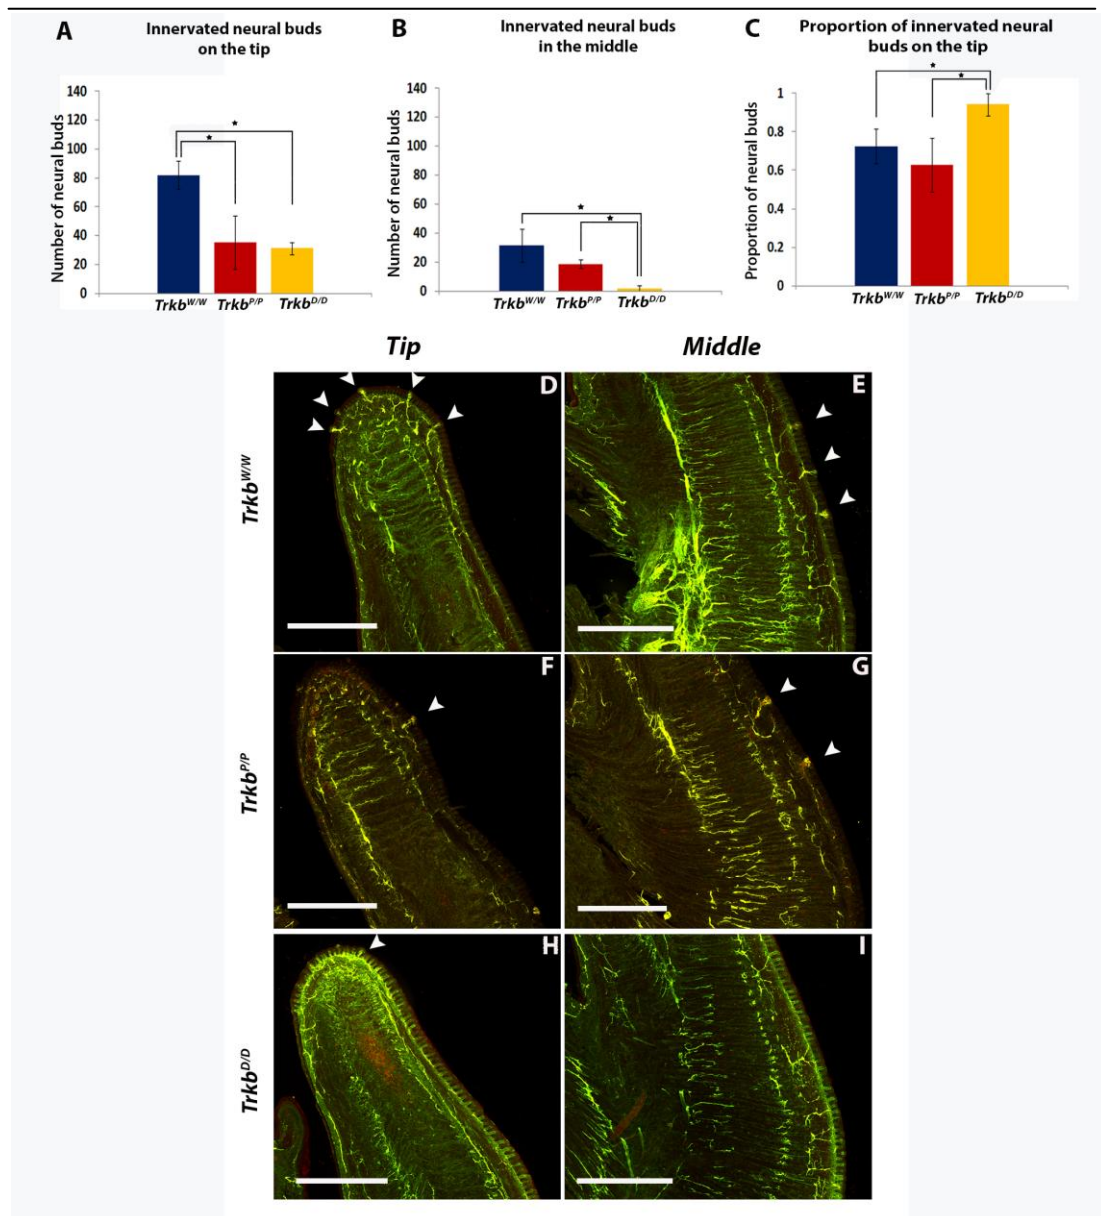 A
Innervated neural buds
on the tip
Number of neural buds
140
120
100
80
60
40
20
0
TrkbW/W TrkbP/P TrkbD/D
B
Innervated neural buds
in the middle
Number of neural buds
140
120
100
80
60
40
20
0
TrkbW/W TrkbP/P TrkbD/D
C
Proportion of innervated neural
buds on the tip
Proportion of neural buds
1
0.8
0.6
0.4
0.2
0
TrkbW/W TrkbP/P TrkbD/D
Tip
Middle
TrkbW/W
D
E
TrkbP/P
F
G
TrkbD/D
H
I